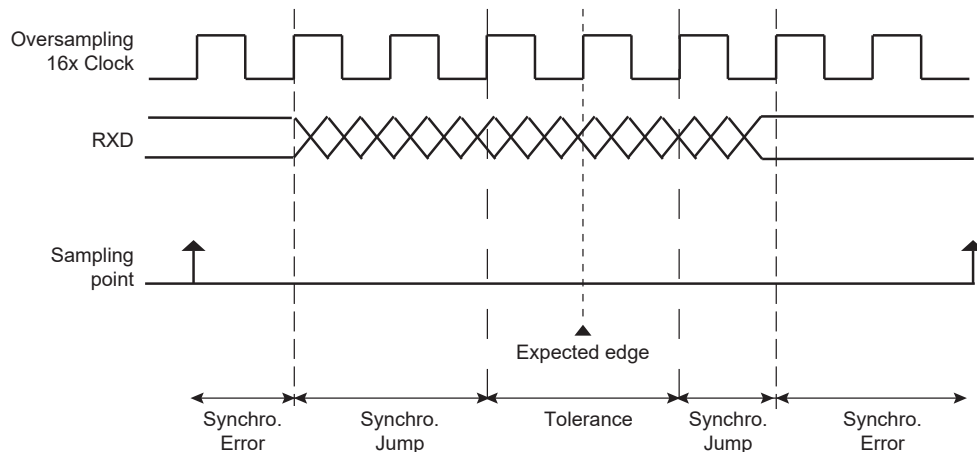 Oversampling
16x Clock
RXD
Sampling
point
Expected edge
Synchro.
Error
Synchro.
Jump
Tolerance
Synchro.
Jump
Synchro.
Error